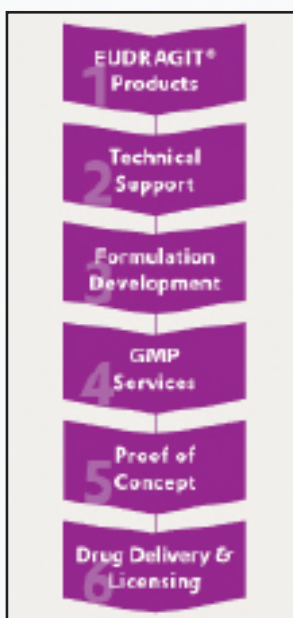 1
EUDRAGIT®
Products
2
Technical
Support
3
Formulation
Development
4
GMP
Services
5
Proof of
Concept
6
Drug Delivery &
Licensing